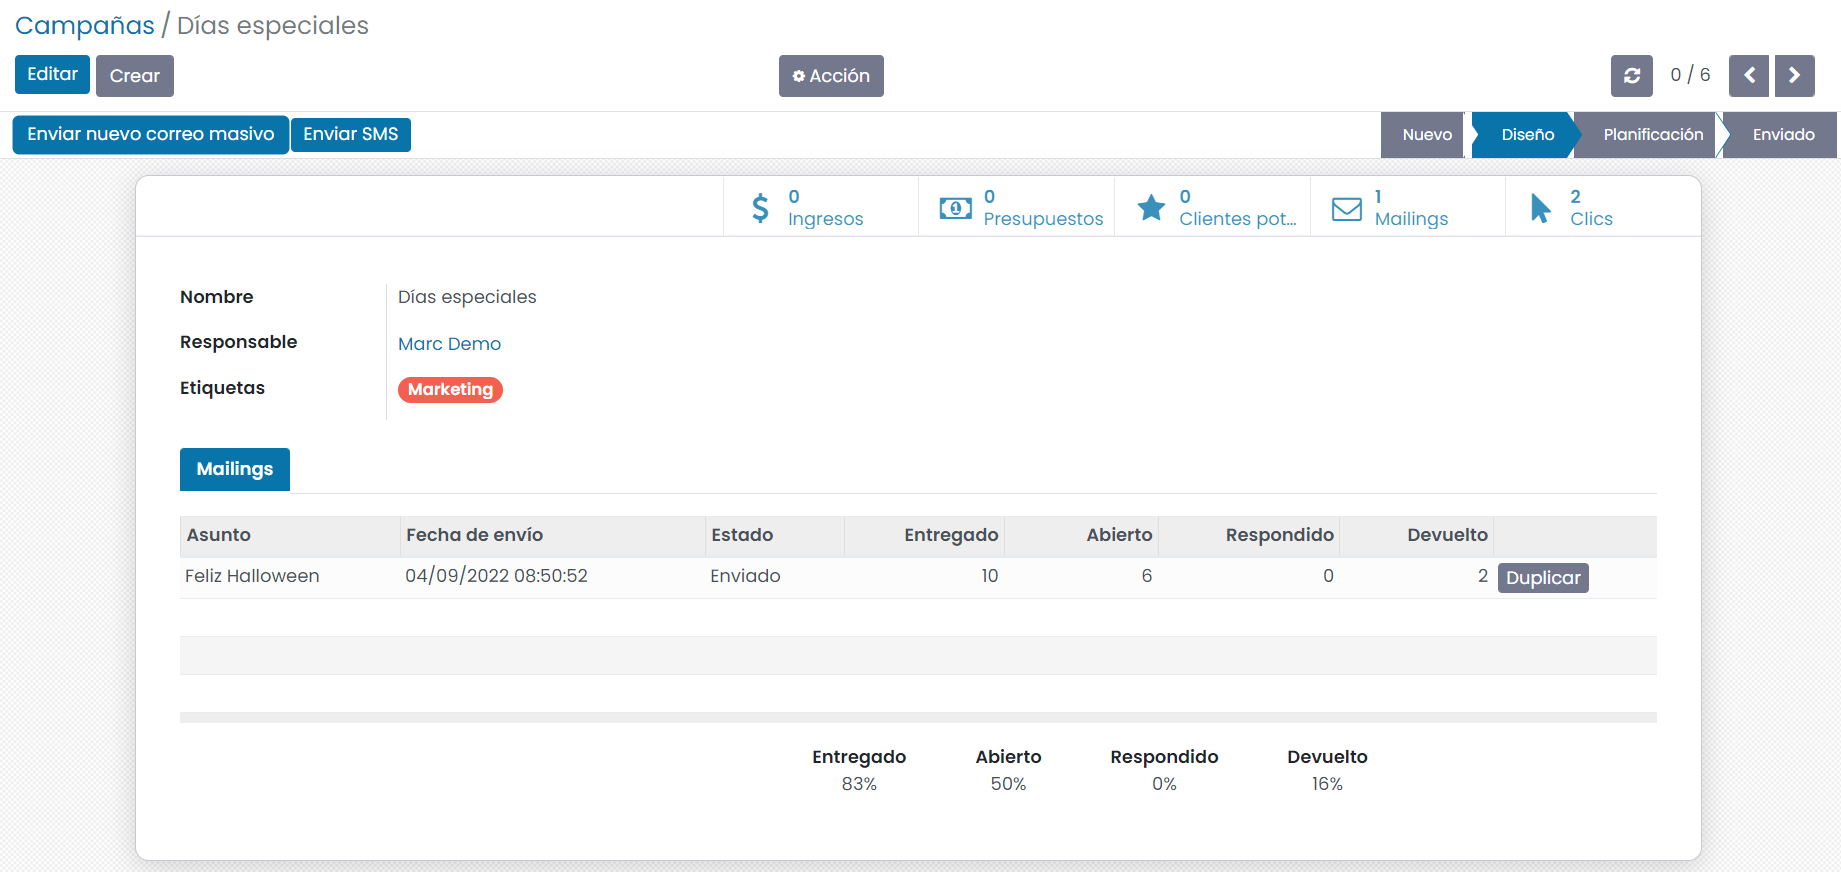 Campañas / Días especiales
Editar Crear Acción 0 / 6
Enviar nuevo correo masivo Enviar SMS Nuevo Diseño Planificación Enviado
0 Ingresos
0 Presupuestos
0 Clientes pot...
1 Mailings
2 Clics
Nombre Días especiales
Responsable Marc Demo
Etiquetas Marketing
Mailings
Asunto Fecha de envío Estado Entregado Abierto Respondido Devuelto
Feliz Halloween 04/09/2022 08:50:52 Enviado 10 6 0 2 Duplicar
Entregado Abierto Respondido Devuelto
83% 50% 0% 16%